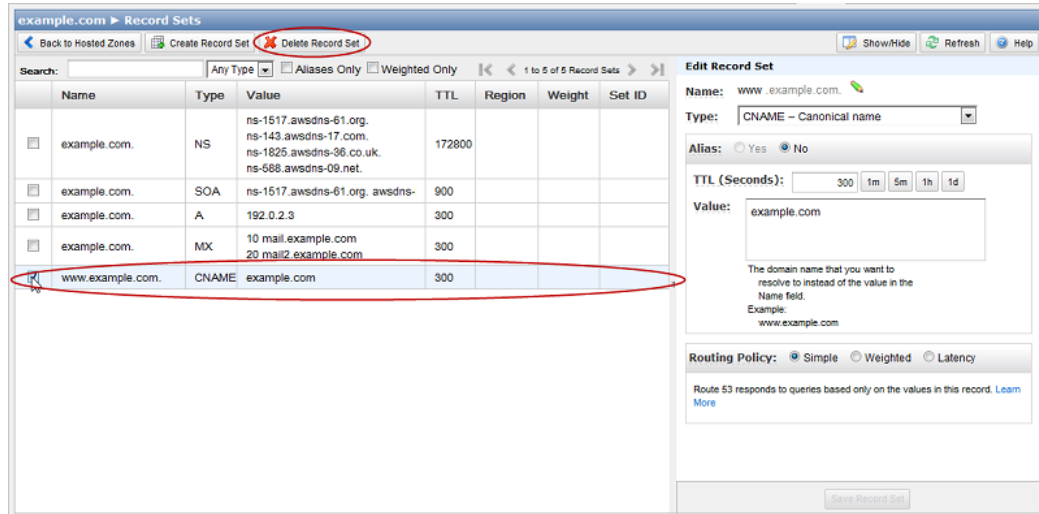 example.com ▶ Record Sets
Back to Hosted Zones Create Record Set Delete Record Set Show/Hide Refresh Help
Search: Any Type Aliases Only Weighted Only 1 to 5 of 5 Record Sets
Name Type Value TTL Region Weight Set ID
example.com. NS ns-1517.awsdns-61.org. 172800
ns-143.awsdns-17.com.
ns-1825.awsdns-36.co.uk.
ns-588.awsdns-09.net.
example.com. SOA ns-1517.awsdns-61.org. awsdns- 900
example.com. A 192.0.2.3 300
example.com. MX 10 mail.example.com 300
20 mail2.example.com
www.example.com. CNAME example.com 300
Edit Record Set
Name: www .example.com.
Type: CNAME – Canonical name
Alias: Yes No
TTL (Seconds): 300 1m 5m 1h 1d
Value: example.com
The domain name that you want to
resolve to instead of the value in the
Name field.
Example:
www.example.com
Routing Policy: Simple Weighted Latency
Route 53 responds to queries based only on the values in this record. Learn
More
Save Record Set